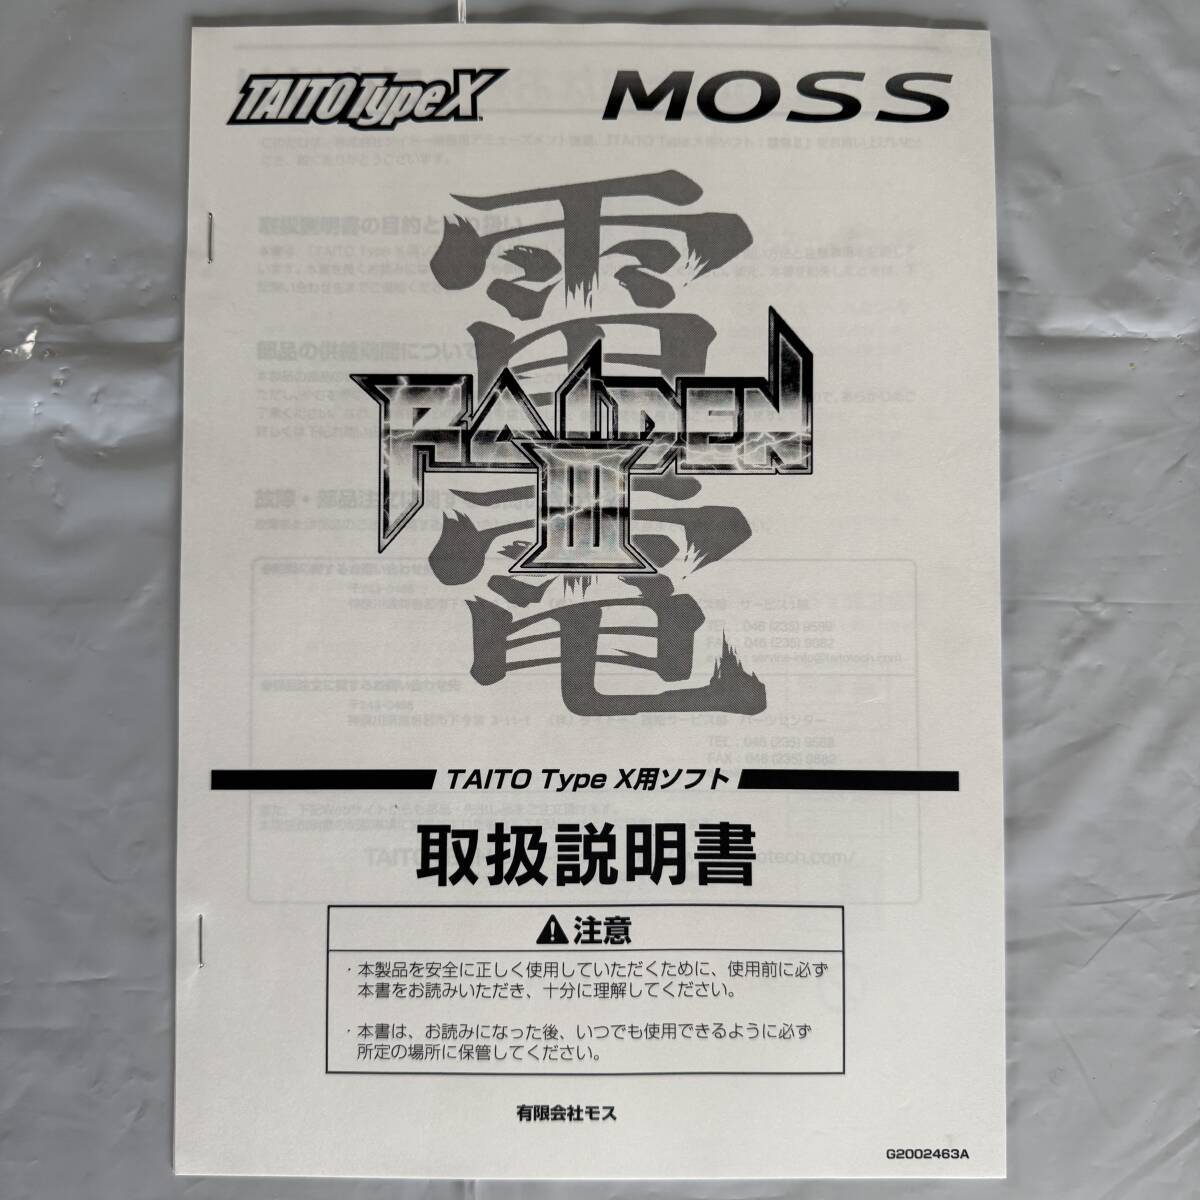 TAITO Type X
MOSS
雷電
RAIDEN
III
TAITO Type X用ソフト
取扱説明書
注意
・本製品を安全に正しく使用していただくために、使用前に必ず
本書をお読みいただき、十分に理解してください。
・本書は、お読みになった後、いつでも使用できるように必ず
所定の場所に保管してください。
有限会社モス
G2002463A